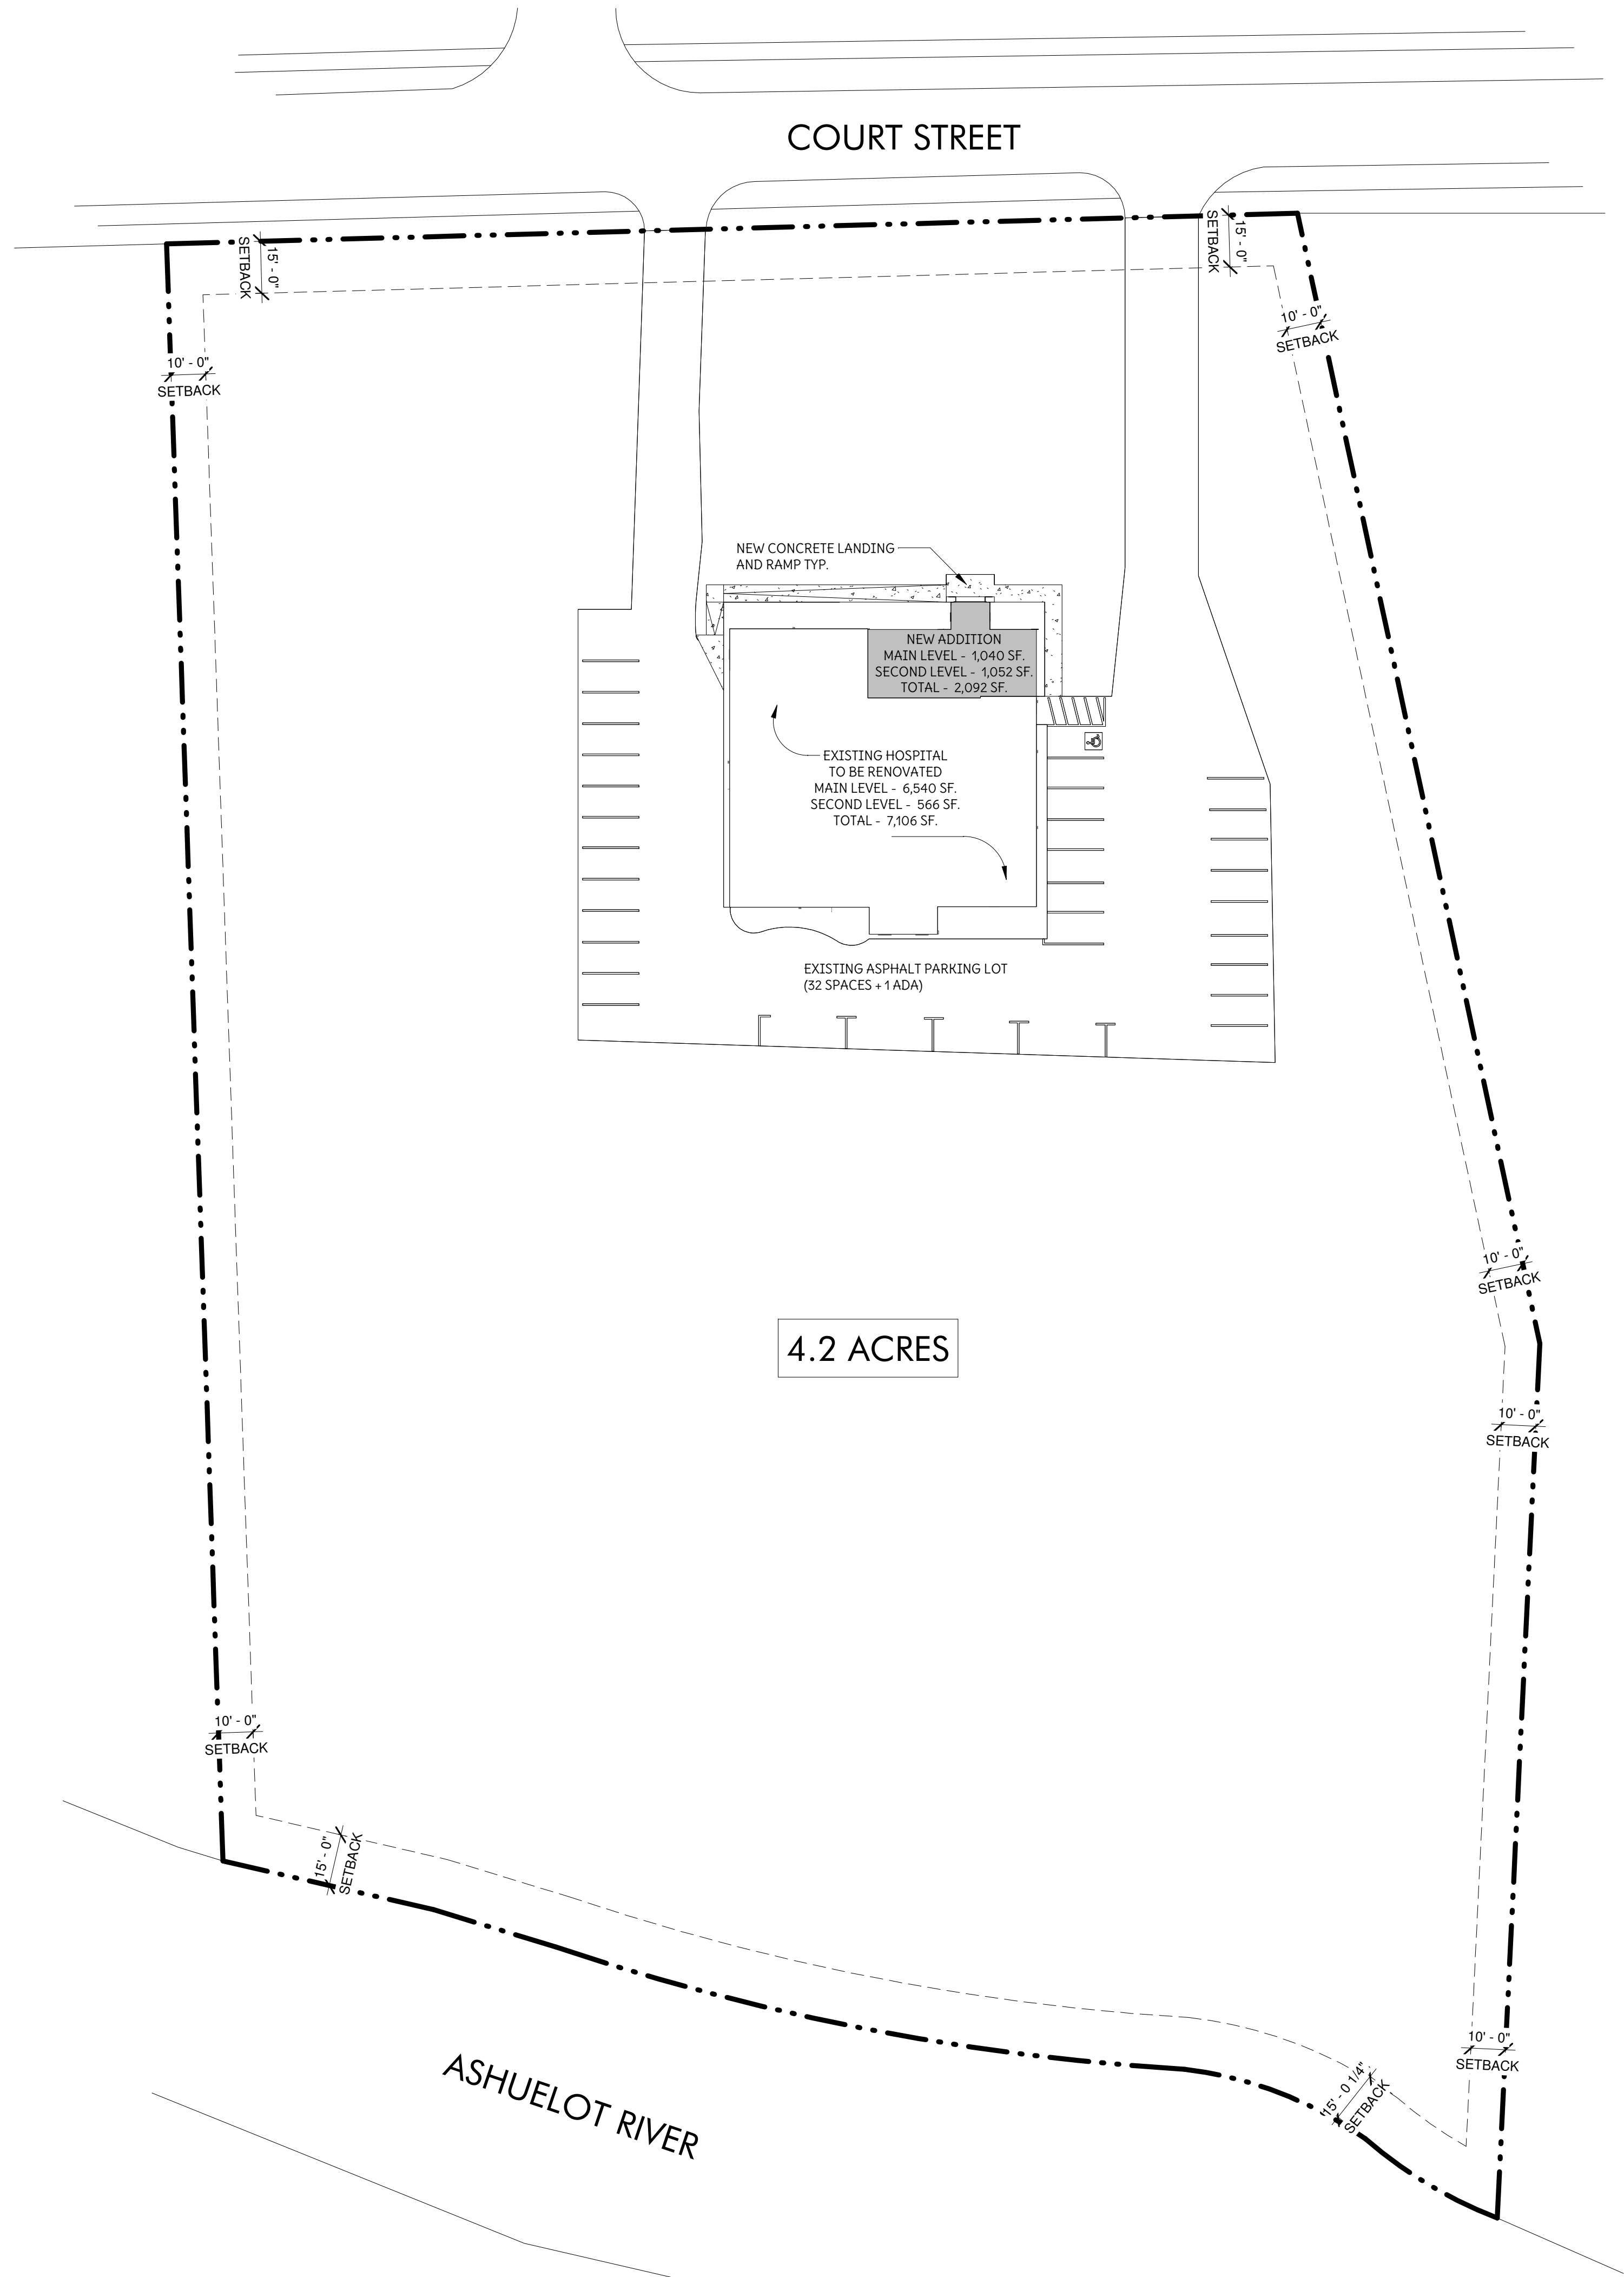 COURT STREET
SETBACK
15' - 0"
SETBACK
15' - 0"
10' - 0"
SETBACK
10' - 0"
SETBACK
NEW CONCRETE LANDING
AND RAMP TYP.
NEW ADDITION
MAIN LEVEL - 1,040 SF.
SECOND LEVEL - 1,052 SF.
TOTAL - 2,092 SF.
EXISTING HOSPITAL
TO BE RENOVATED
MAIN LEVEL - 6,540 SF.
SECOND LEVEL - 566 SF.
TOTAL - 7,106 SF.
EXISTING ASPHALT PARKING LOT
(32 SPACES + 1 ADA)
10' - 0"
SETBACK
4.2 ACRES
10' - 0"
SETBACK
10' - 0"
SETBACK
15' - 0"
SETBACK
10' - 0"
SETBACK
15' - 0 1/4"
SETBACK
ASHUELOT RIVER